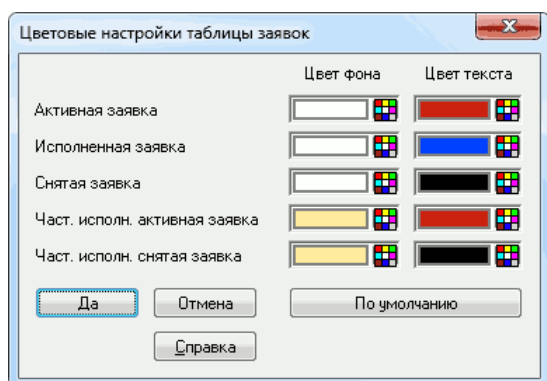 Цветовые настройки таблицы заявок
Цвет фона Цвет текста
Активная заявка
Исполненная заявка
Снятая заявка
Част. исполн. активная заявка
Част. исполн. снятая заявка
Да Отмена По умолчанию
Справка